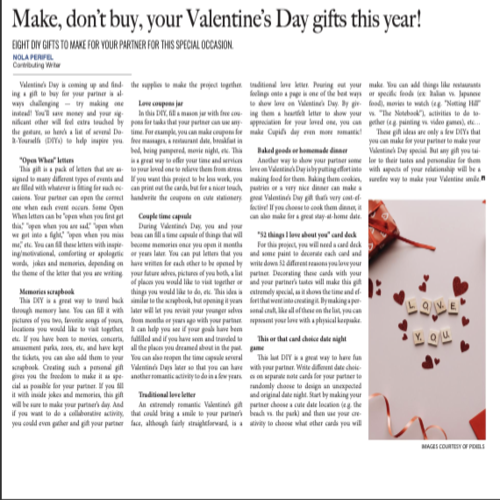 Make, don't buy, your Valentine's Day gifts this year!
EIGHT DIY GIFTS TO MAKE FOR YOUR PARTNER FOR THIS SPECIAL OCCASION.
NOLA PERIFEL
Contributing Writer
Valentine's Day is coming up and find-
ing a gift to buy for your partner is al-
ways challenging — try making one
instead! You'll save money and your sig-
nificant other will feel extra touched by
the gesture, so here's a list of several Do-
It-Yourselfs (DIYs) to help inspire you.
"Open When" letters
This gift is a pack of letters that are as-
signed to many different types of events and
are filled with whatever is fitting for such oc-
casions. Your partner can open the correct
one when each event occurs. Some Open
When letters can be "open when you first get
this," "open when you are sad," "open when
we get into a fight," "open when you miss
me," etc. You can fill these letters with inspir-
ing/motivational, comforting or apologetic
words, jokes and memories, depending on
the theme of the letter that you are writing.
Memories scrapbook
This DIY is a great way to travel back
through memory lane. You can fill it with
pictures of you two, favorite songs of yours,
locations you would like to visit together,
etc. If you have been to movies, concerts,
amusement parks, zoos, etc., and have kept
the tickets, you can also add them to your
scrapbook. Creating such a personal gift
gives you the freedom to make it as spe-
cial as possible for your partner. If you fill
it with inside jokes and memories, this gift
will be sure to make your partner's day. And
if you want to do a collaborative activity,
you could even gather and gift your partner
the supplies to make the project together.
Love coupons jar
In this DIY, fill a mason jar with free cou-
pons for tasks that your partner can use any-
time. For example, you can make coupons for
free massages, a restaurant date, breakfast in
bed, being pampered, movie night, etc. This
is a great way to offer your time and services
to your loved one to relieve them from stress.
If you want this project to be less work, you
can print out the cards, but for a nicer touch,
handwrite the coupons on cute stationery.
Couple time capsule
During Valentine's Day, you and your
beau can fill a time capsule of things that will
become memories once you open it months
or years later. You can put letters that you
have written for each other to be opened by
your future selves, pictures of you both, a list
of places you would like to visit together or
things you would like to do, etc. This idea is
similar to the scrapbook, but opening it years
later will let you revisit your younger selves
from months or years ago with your partner.
It can help you see if your goals have been
fulfilled and if you have seen and traveled to
all the places you dreamed about in the past.
You can also reopen the time capsule several
Valentine's Days later so that you can have
another romantic activity to do in a few years.
Traditional love letter
An extremely romantic Valentine's gift
that could bring a smile to your partner's
face, although fairly straightforward, is a
traditional love letter. Pouring out your
feelings onto a page is one of the best ways
to show love on Valentine's Day. By giv-
ing them a heartfelt letter to show your
appreciation for your loved one, you can
make Cupid's day even more romantic!
Baked goods or homemade dinner
Another way to show your partner some
love on Valentine's Day is by putting effort into
making food for them. Baking them cookies,
pastries or a very nice dinner can make a
great Valentine's Day gift that's very cost-ef-
fective! If you choose to cook them dinner, it
can also make for a great stay-at-home date.
"52 things I love about you" card deck
For this project, you will need a card deck
and some paint to decorate each card and
write down 52 different reasons you love your
partner. Decorating these cards with your
and your partner's tastes will make this gift
extremely special, as it shows the time and ef-
fort that went into creating it. By making a per-
sonal craft, like all of these on the list, you can
represent your love with a physical keepsake.
This or that card choice date night
game
This last DIY is a great way to have fun
with your partner. Write different date choic-
es on separate note cards for your partner to
randomly choose to design an unexpected
and original date night. Start by making your
partner choose a cute date location (e.g. the
beach vs. the park) and then use your cre-
ativity to choose what other cards you will
make. You can add things like restaurants
or specific foods (ex: Italian vs. Japanese
food), movies to watch (e.g. "Notting Hill"
vs. "The Notebook"), activities to do to-
gether (e.g. painting vs. video games), etc...
These gift ideas are only a few DIYs that
you can make for your partner to make your
Valentine's Day special. But any gift you tai-
lor to their tastes and personalize for them
with aspects of your relationship will be a
surefire way to make your Valentine smile.
LOVE
YOU
IMAGES COURTESY OF PEXELS